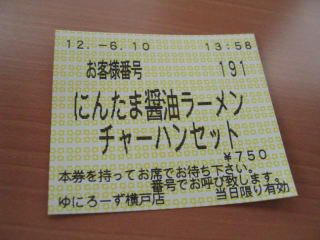 12.-6.10 13:58
お客様番号 191
にんたま醤油ラーメン
チャーハンセット
¥750
本券を持ってお席でお待ち下さい。
番号でお呼び致します。
ゆにろーず横戸店 当日限り有効